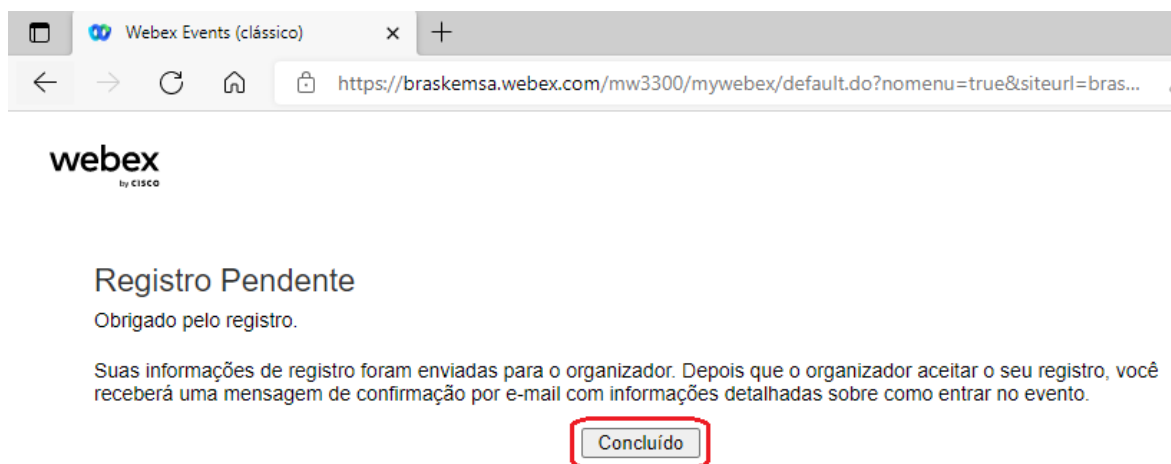 Webex Events (clássico)
https://braskemsa.webex.com/mw3300/mywebex/default.do?nomenu=true&siteurl=bras...
webex
by CISCO
Registro Pendente
Obrigado pelo registro.
Suas informações de registro foram enviadas para o organizador. Depois que o organizador aceitar o seu registro, você
receberá uma mensagem de confirmação por e-mail com informações detalhadas sobre como entrar no evento.
Concluído